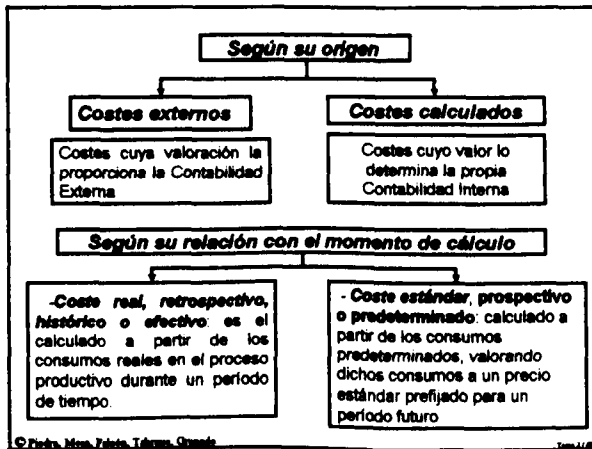 Según su origen
Costes externos
Costes cuya valoración la
proporciona la Contabilidad
Externa
Costes calculados
Costes cuyo valor lo
determina la propia
Contabilidad Interna
Según su relación con el momento de cálculo
-Coste real, retrospectivo,
histórico o efectivo: es el
calculado a partir de los
consumos reales en el proceso
productivo durante un período
de tiempo.
- Coste estándar, prospectivo
o predeterminado: calculado a
partir de los consumos
predeterminados, valorando
dichos consumos a un precio
estándar prefijado para un
período futuro
©